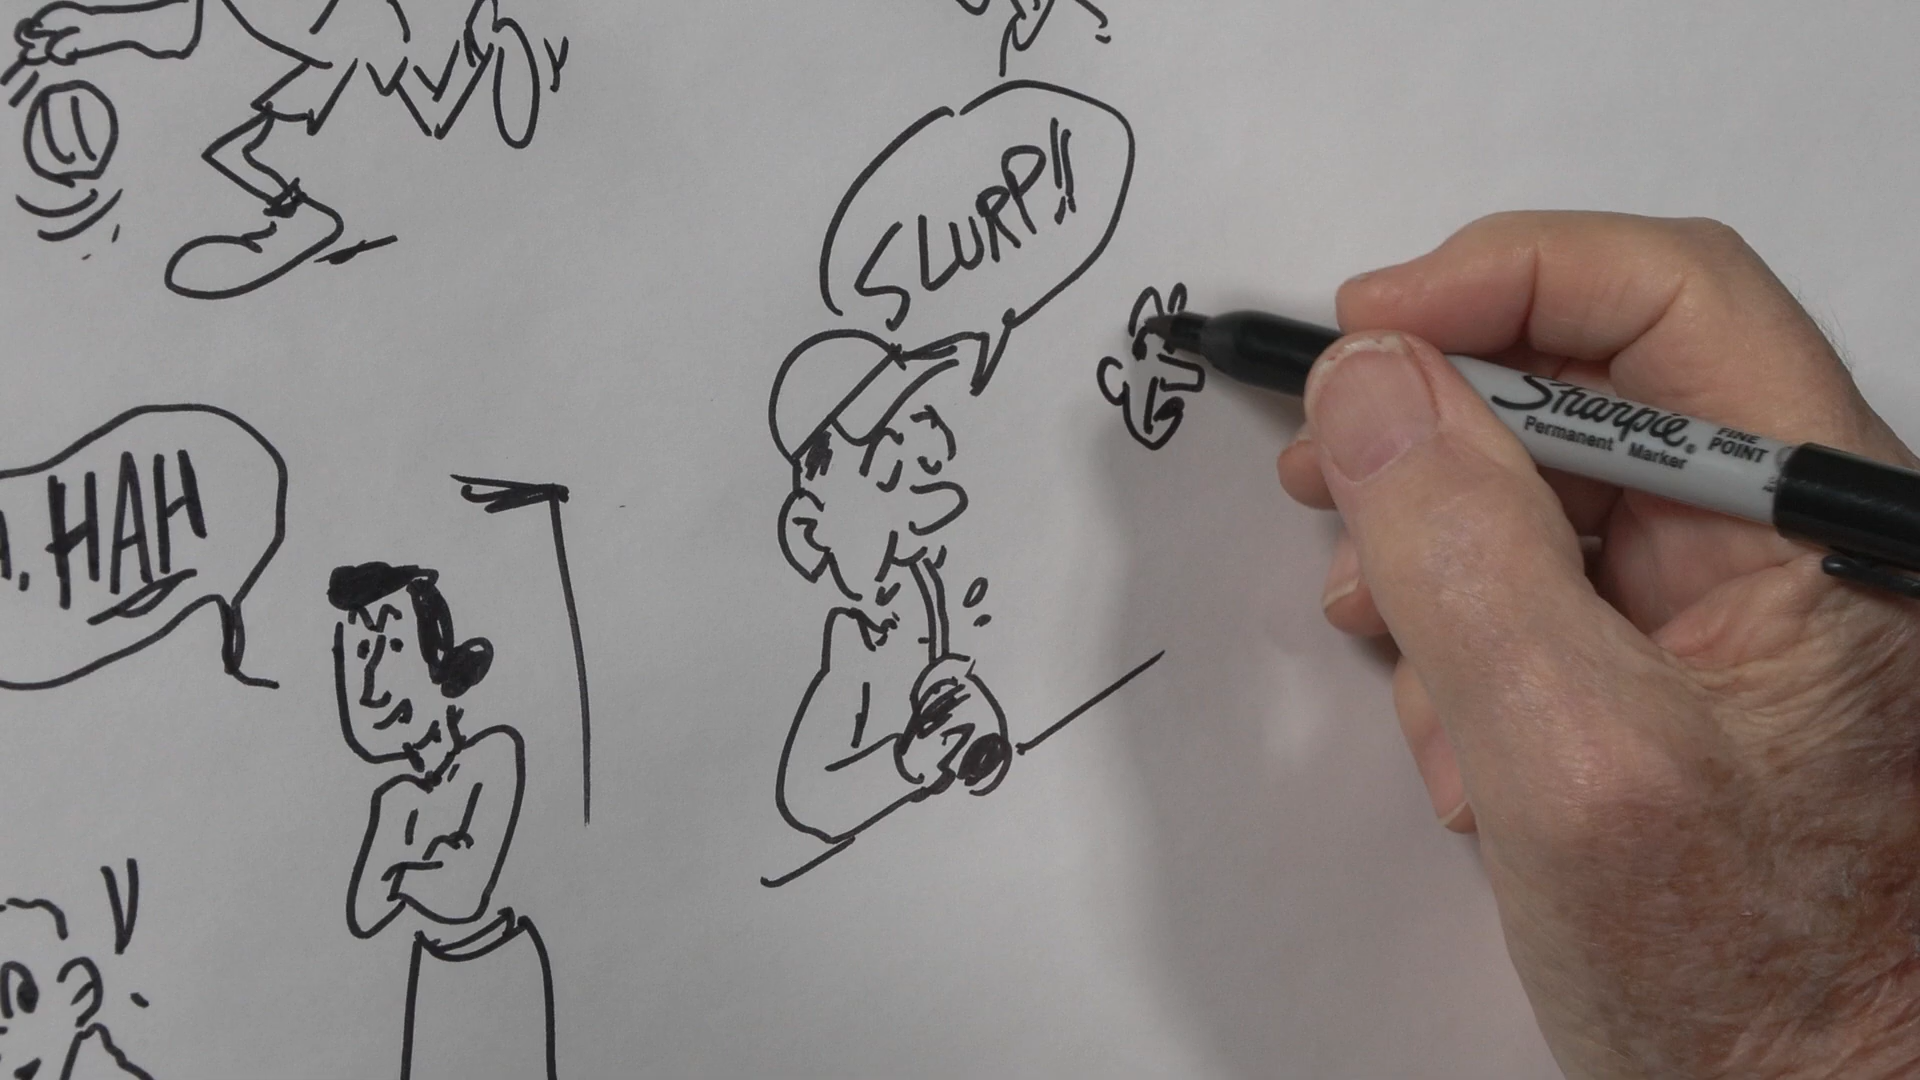 SLURP!!
HAH
Sharpie®
Permanent Marker
FINE
POINT